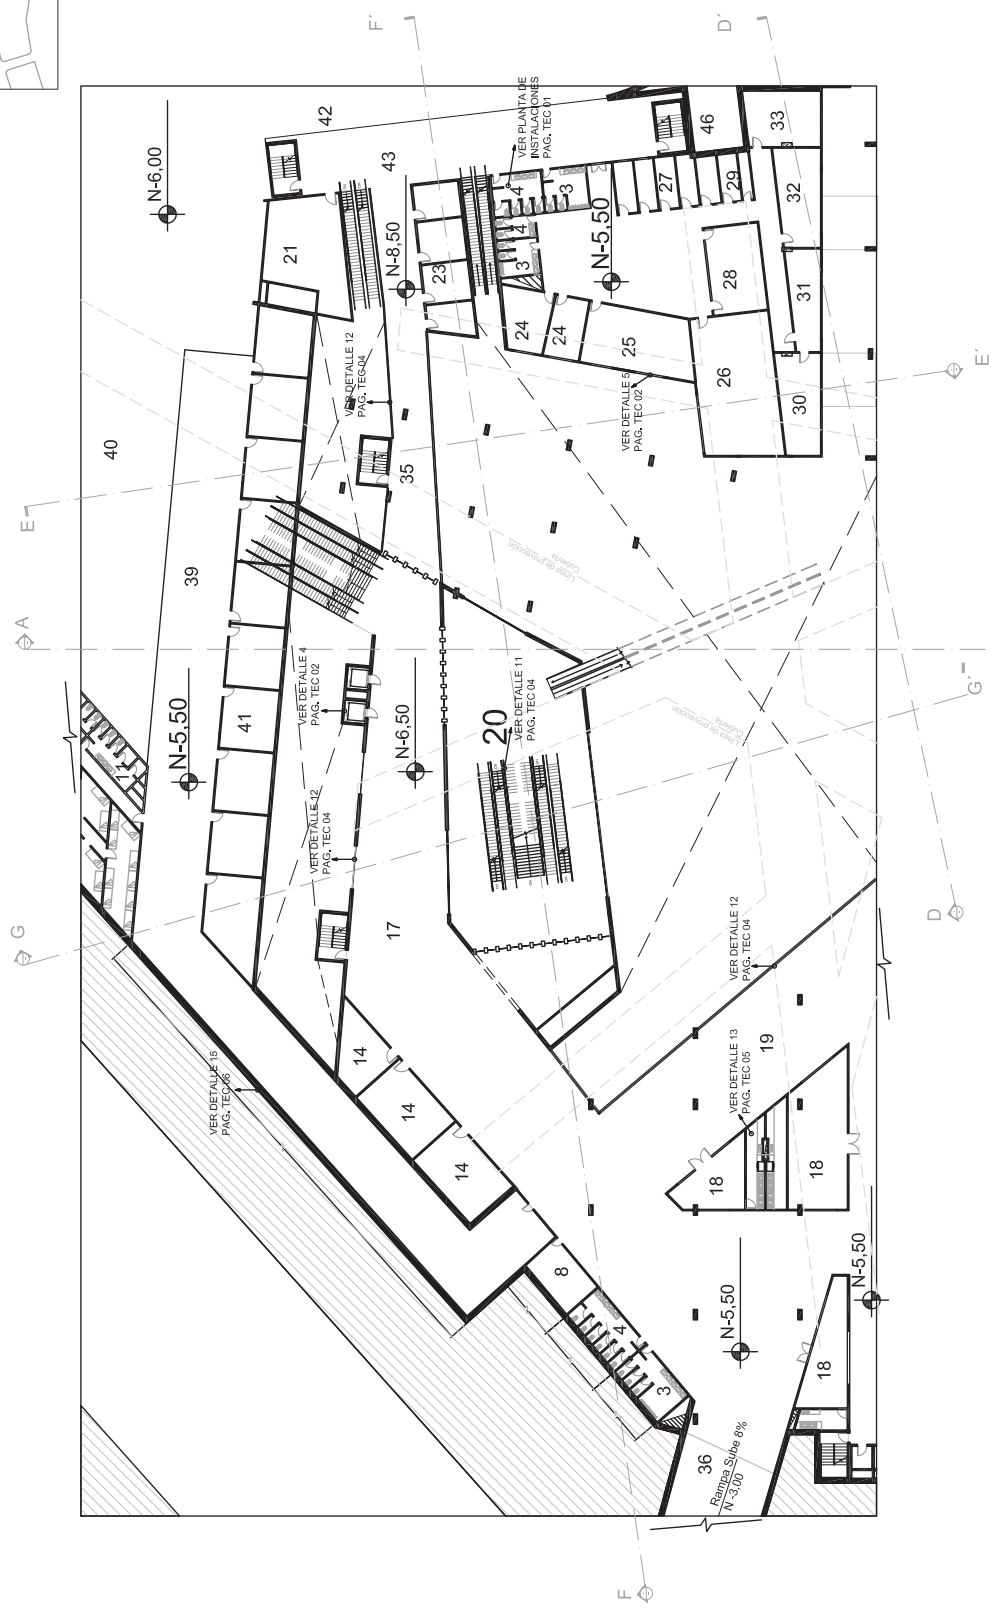 F´
D´
42
N-6,00
VER PLANTA DE
INSTALACIONES
PAG. TEC 01
46
33
43
21
4
3
27
29
32
N-8,50
N-5,50
23
4
3
28
31
24
24
25
26
30
VER DETALLE 12
PAG. TEC 04
VER DETALLE 5
PAG. TEC 02
E´
40
35
E
39
Línea de proyección
Cubierta
A
VER DETALLE 4
PAG. TEC 02
VER DETALLE 11
PAG. TEC 04
G´
41
20
N-5,50
N-6,50
Línea de proyección
Cubierta
11
VER DETALLE 12
PAG. TEC 04
G
17
VER DETALLE 12
PAG. TEC 04
D
14
19
VER DETALLE 15
PAG. TEC 06
VER DETALLE 13
PAG. TEC 05
14
14
18
18
8
N-5,50
N-5,50
4
3
18
36
Rampa Sube 8%
N -3,00
F